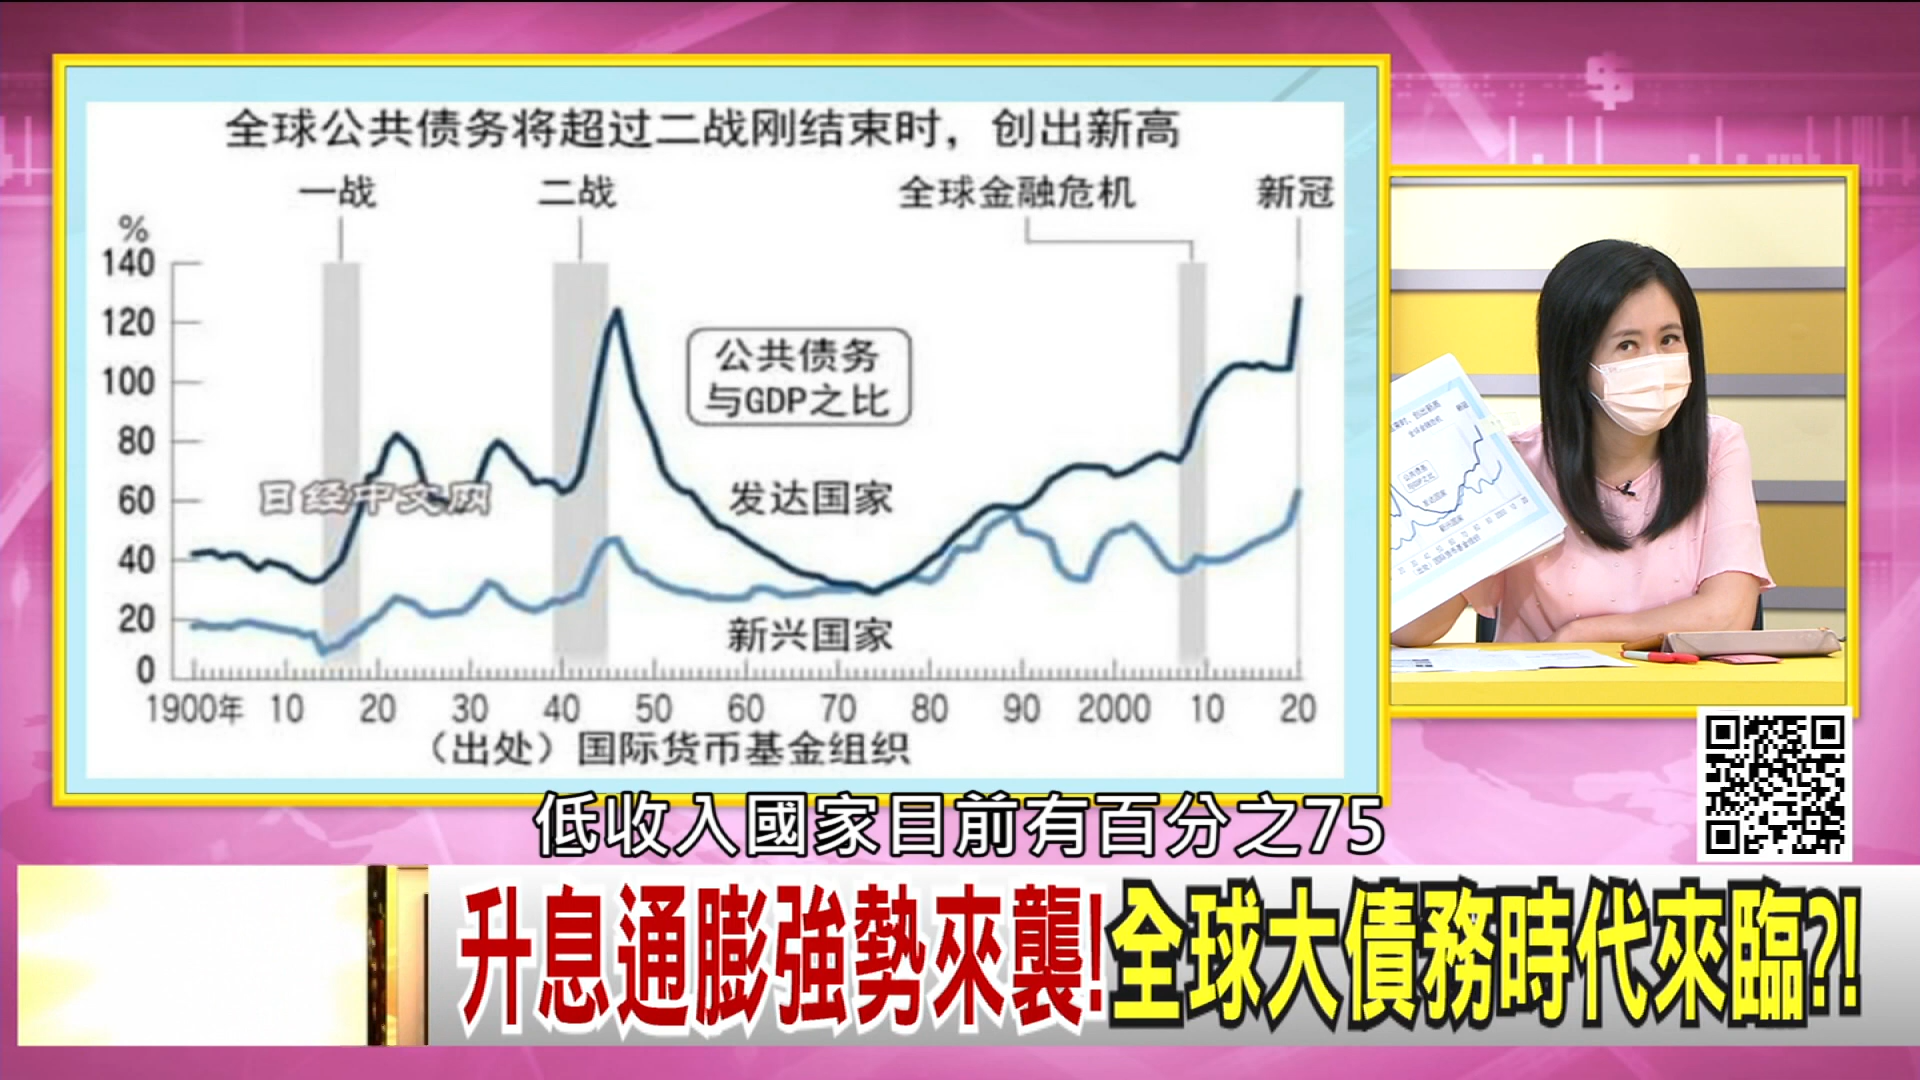 全球公共债务将超过二战刚结束时，创出新高
一战 二战 全球金融危机 新冠
%
140
120
100
80
60
40
20
0
公共债务
与GDP之比
日经中文网
发达国家
新兴国家
1900年 10 20 30 40 50 60 70 80 90 2000 10 20
（出处）国际货币基金组织
低收入國家目前有百分之75
升息通膨強勢來襲!全球大債務時代來臨?!